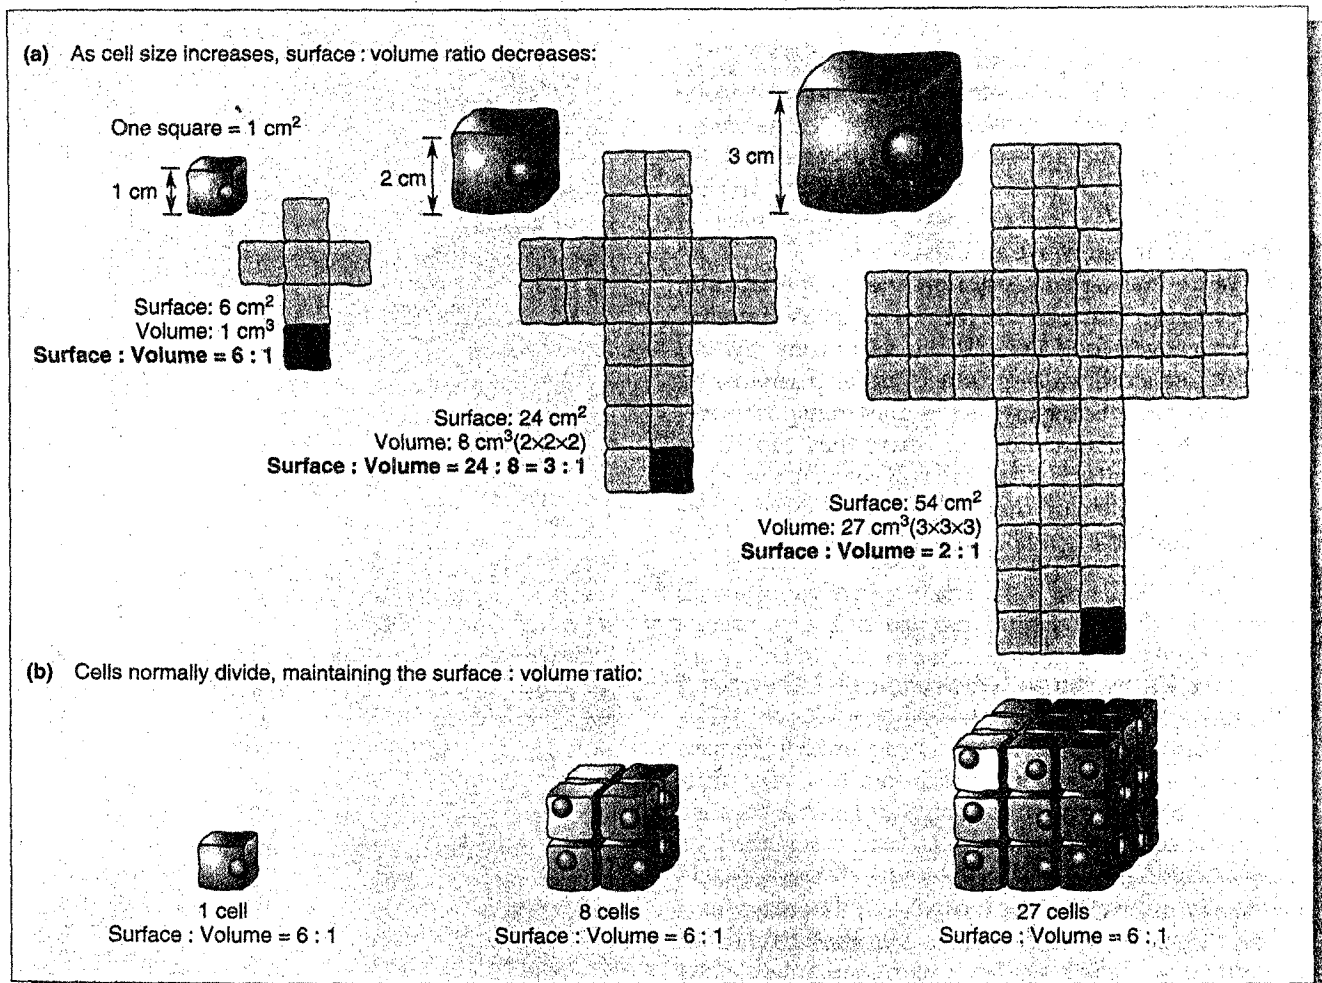 (a) As cell size increases, surface : volume ratio decreases:
One square = 1 cm²
1 cm
2 cm
3 cm
Surface: 6 cm²
Volume: 1 cm³
Surface : Volume = 6 : 1
Surface: 24 cm²
Volume: 8 cm³(2×2×2)
Surface : Volume = 24 : 8 = 3 : 1
Surface: 54 cm²
Volume: 27 cm³(3×3×3)
Surface : Volume = 2 : 1
(b) Cells normally divide, maintaining the surface : volume ratio:
1 cell
Surface : Volume = 6 : 1
8 cells
Surface : Volume = 6 : 1
27 cells
Surface : Volume = 6 : 1